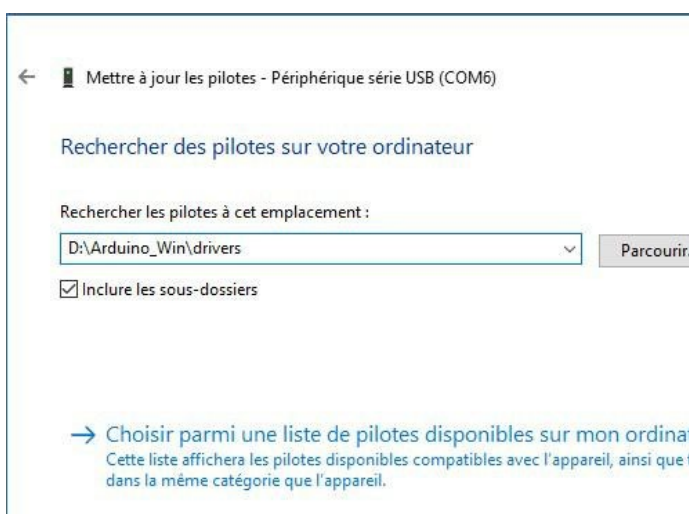 Mettre à jour les pilotes - Périphérique série USB (COM6)
Rechercher des pilotes sur votre ordinateur
Rechercher les pilotes à cet emplacement :
D:\Arduino_Win\drivers
Parcourir.
Inclure les sous-dossiers
Choisir parmi une liste de pilotes disponibles sur mon
Cette liste affichera les pilotes disponibles compatibles avec l'appareil, ainsi que
dans la même catégorie que l'appareil.